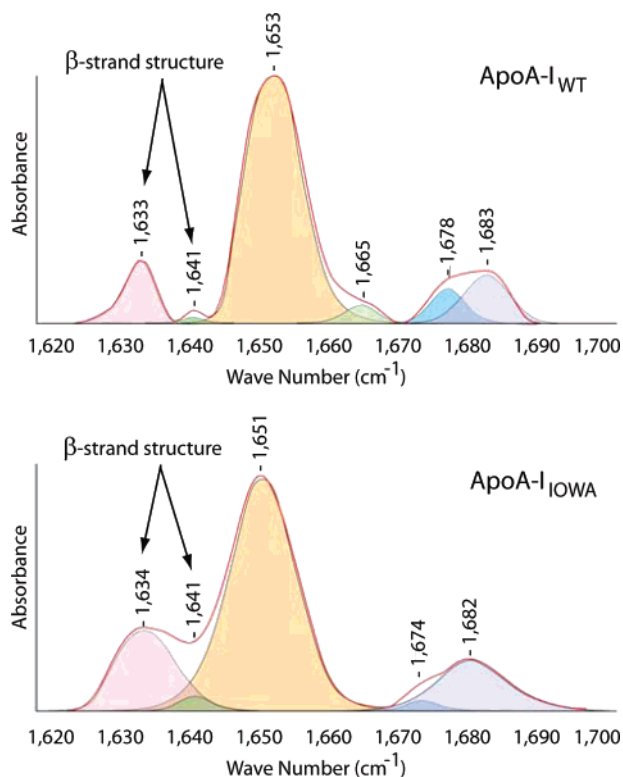 1,653
β-strand structure
ApoA-I WT
Absorbance
1,633
1,641
1,665
1,678
1,683
1,620 1,630 1,640 1,650 1,660 1,670 1,680 1,690 1,700
Wave Number (cm⁻¹)
1,651
β-strand structure
ApoA-I IOWA
Absorbance
1,634
1,641
1,674
1,682
1,620 1,630 1,640 1,650 1,660 1,670 1,680 1,690 1,700
Wave Number (cm⁻¹)